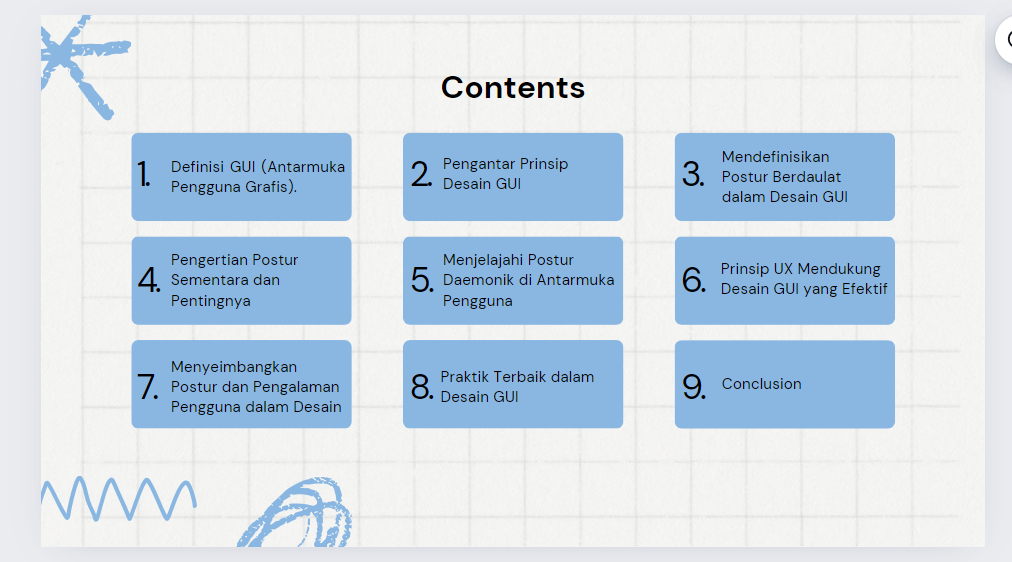 Contents
1.
Definisi GUI (Antarmuka
Pengguna Grafis).
2.
Pengantar Prinsip
Desain GUI
3.
Mendefinisikan
Postur Berdaulat
dalam Desain GUI
4.
Pengertian Postur
Sementara dan
Pentingnya
5.
Menjelajahi Postur
Daemonik di Antarmuka
Pengguna
6.
Prinsip UX Mendukung
Desain GUI yang Efektif
7.
Menyeimbangkan
Postur dan Pengalaman
Pengguna dalam Desain
8.
Praktik Terbaik dalam
Desain GUI
9.
Conclusion